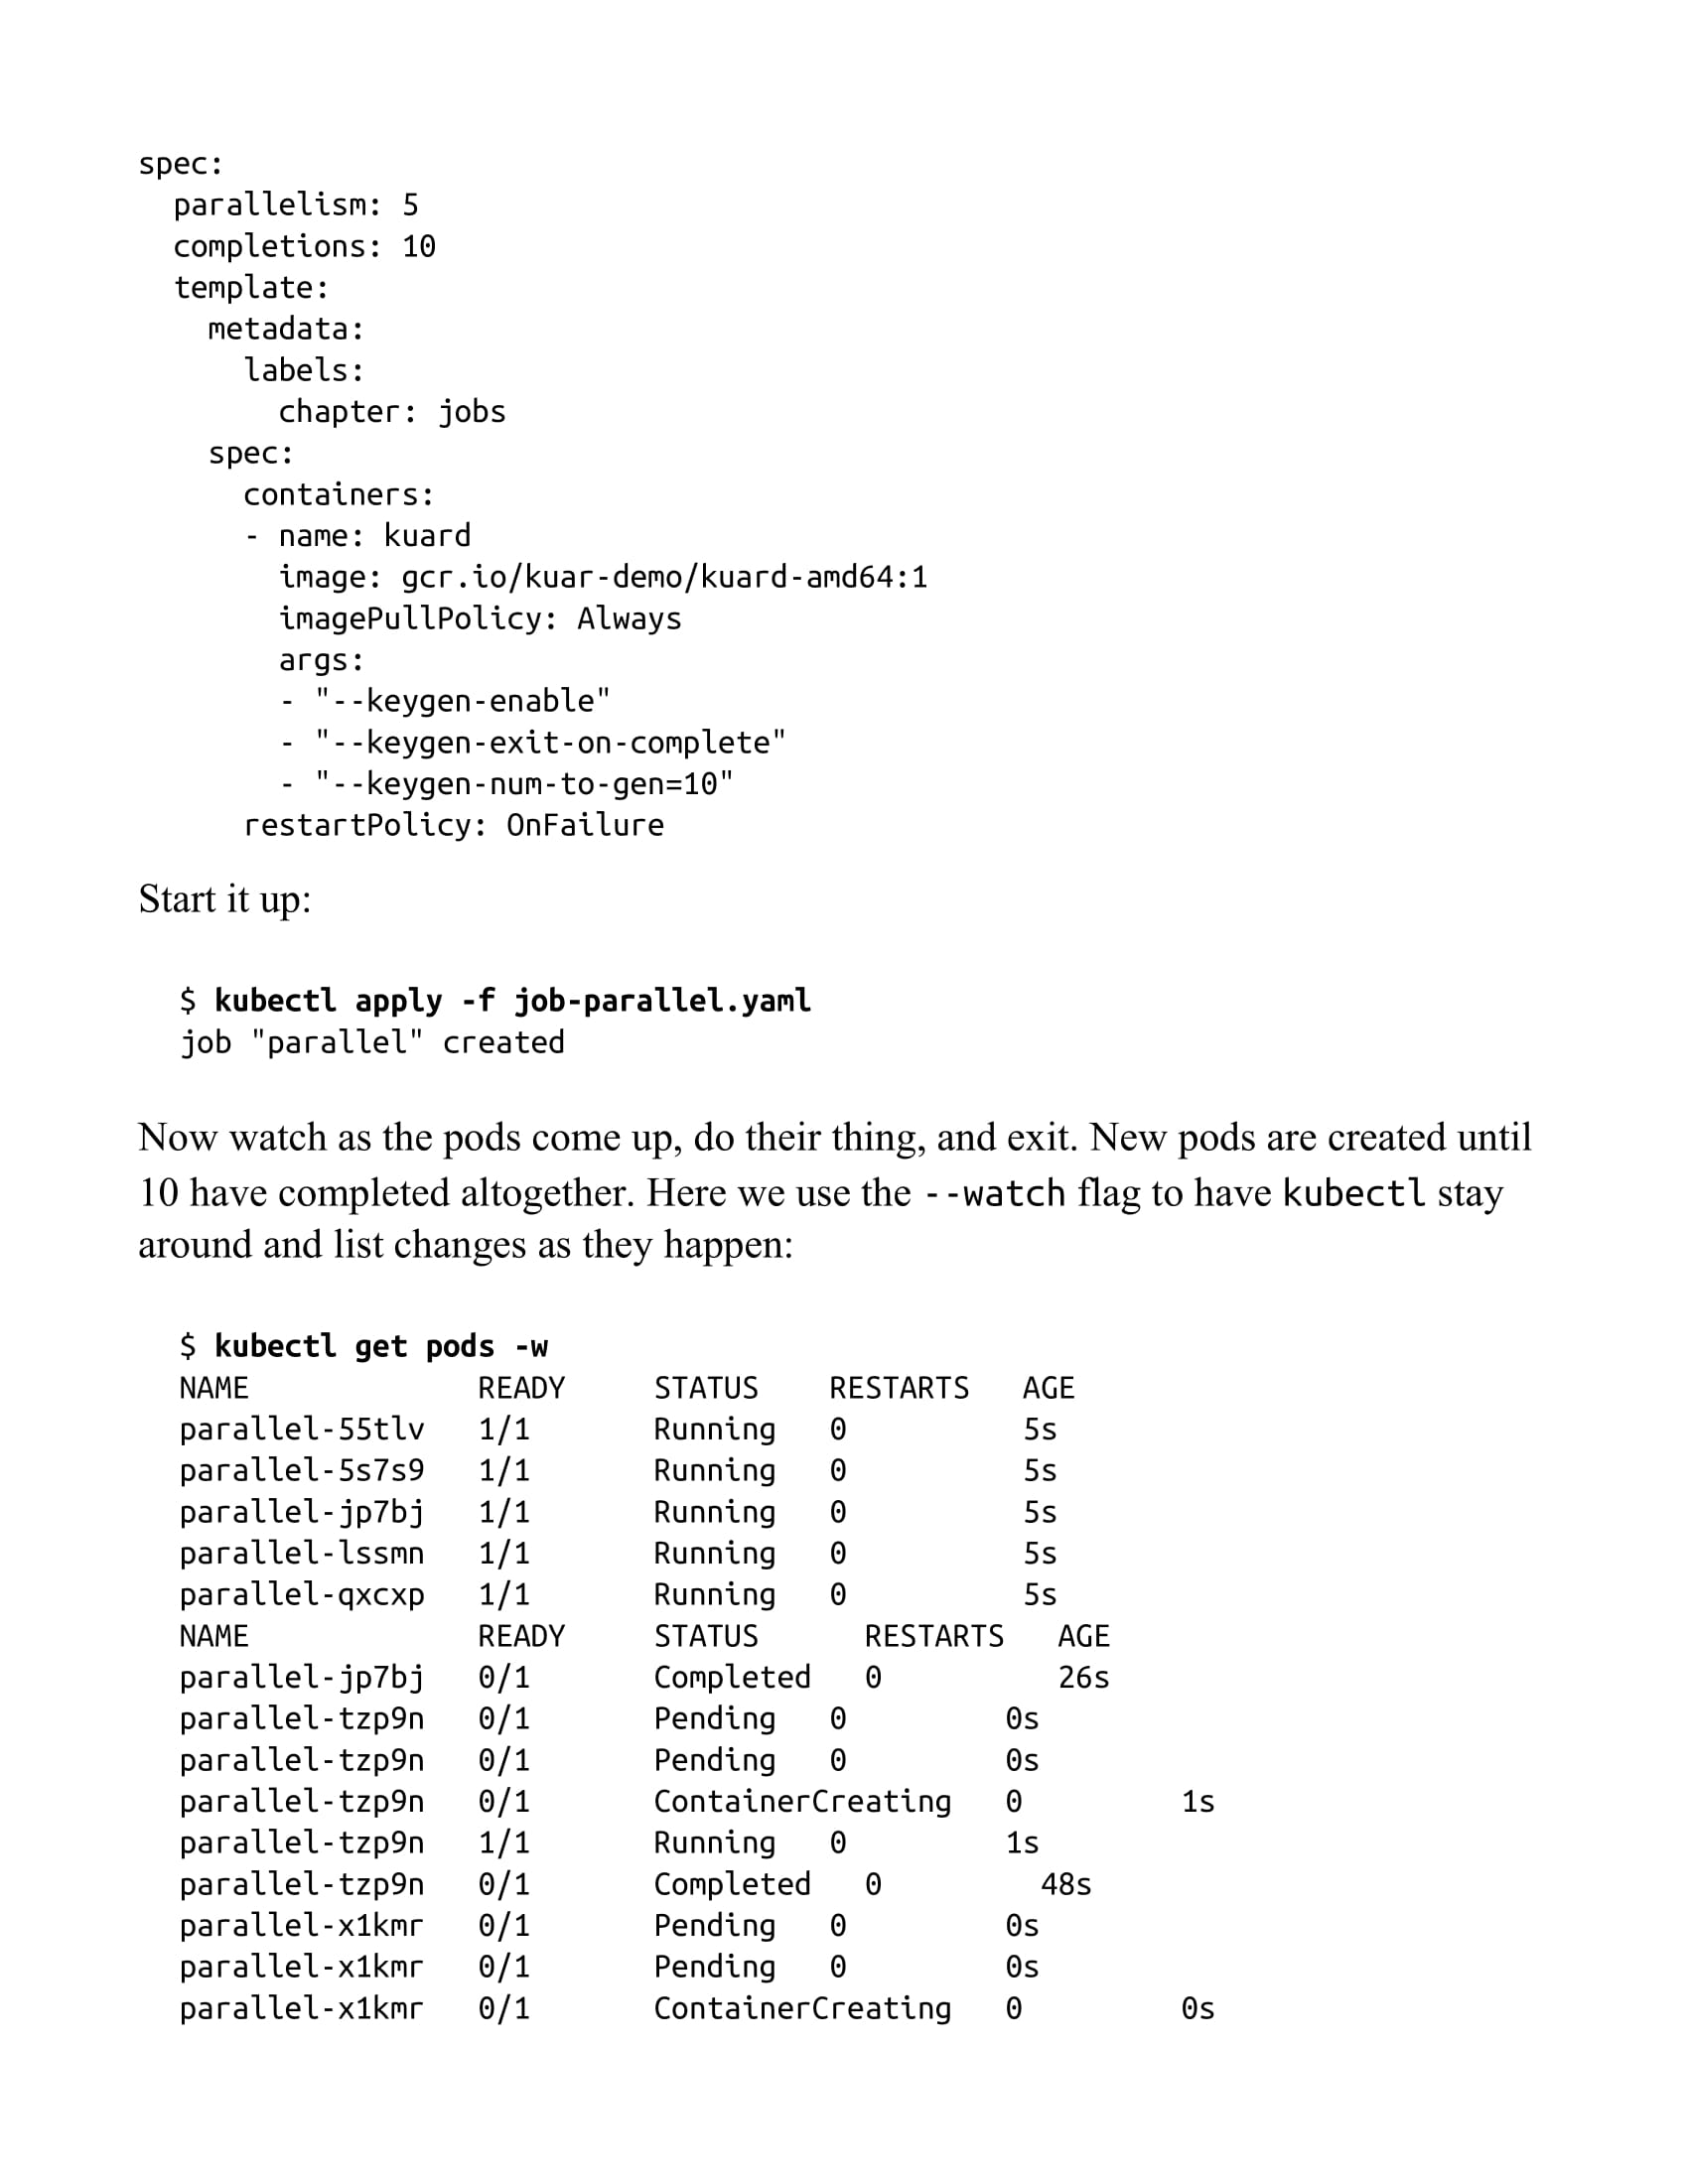 spec:
  parallelism: 5
  completions: 10
  template:
    metadata:
      labels:
        chapter: jobs
    spec:
      containers:
      - name: kuard
        image: gcr.io/kuar-demo/kuard-amd64:1
        imagePullPolicy: Always
        args:
        - "--keygen-enable"
        - "--keygen-exit-on-complete"
        - "--keygen-num-to-gen=10"
      restartPolicy: OnFailure
Start it up:
$ kubectl apply -f job-parallel.yaml
job "parallel" created
Now watch as the pods come up, do their thing, and exit. New pods are created until
10 have completed altogether. Here we use the --watch flag to have kubectl stay
around and list changes as they happen:
$ kubectl get pods -w
NAME             READY     STATUS    RESTARTS   AGE
parallel-55tlv   1/1       Running   0          5s
parallel-5s7s9   1/1       Running   0          5s
parallel-jp7bj   1/1       Running   0          5s
parallel-lssmn   1/1       Running   0          5s
parallel-qxcxp   1/1       Running   0          5s
NAME             READY     STATUS      RESTARTS   AGE
parallel-jp7bj   0/1       Completed   0          26s
parallel-tzp9n   0/1       Pending   0         0s
parallel-tzp9n   0/1       Pending   0         0s
parallel-tzp9n   0/1       ContainerCreating   0         1s
parallel-tzp9n   1/1       Running   0         1s
parallel-tzp9n   0/1       Completed   0         48s
parallel-x1kmr   0/1       Pending   0         0s
parallel-x1kmr   0/1       Pending   0         0s
parallel-x1kmr   0/1       ContainerCreating   0         0s